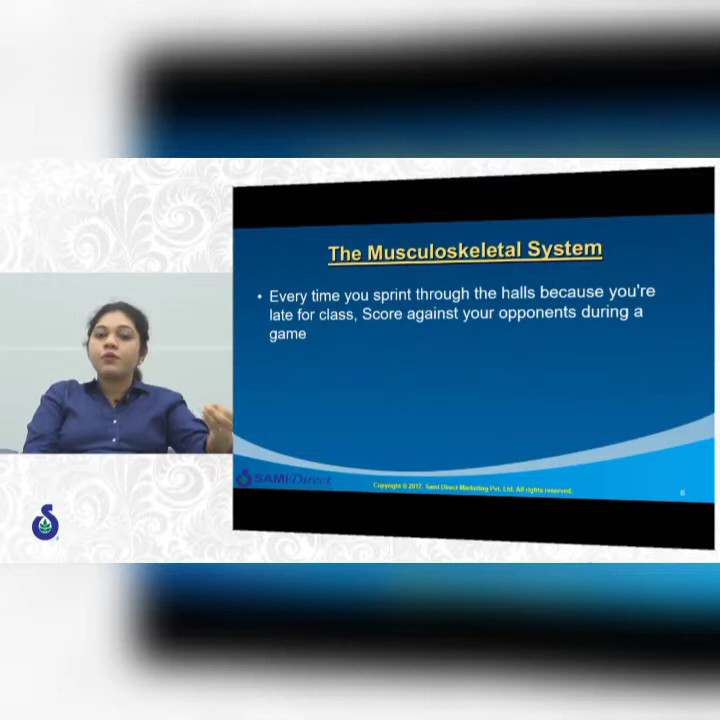 The Musculoskeletal System
• Every time you sprint through the halls because you're
late for class, Score against your opponents during a
game
SAMI Direct
Copyright © 2017. Sami Direct Marketing Pvt. Ltd. All rights reserved.
6